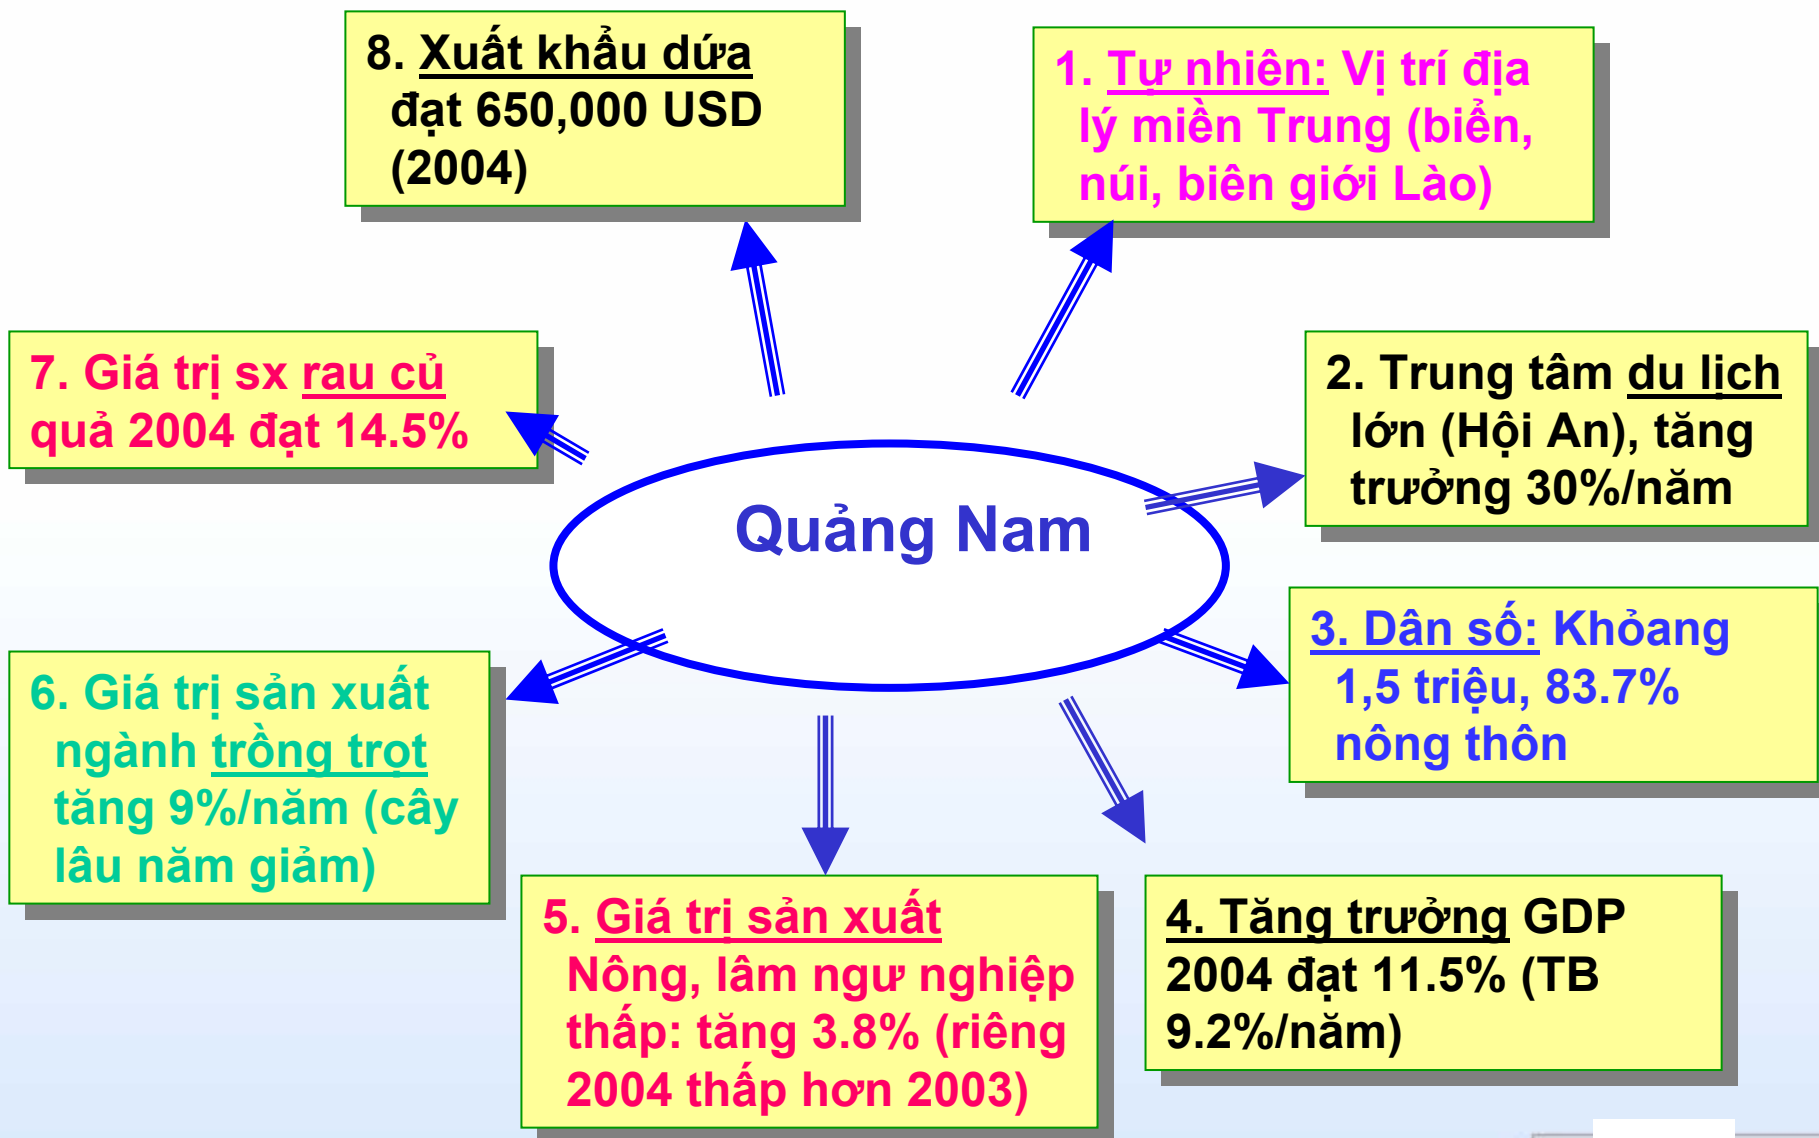 8. Xuất khẩu dứa
đạt 650,000 USD
(2004)
1. Tự nhiên: Vị trí địa
lý miền Trung (biển,
núi, biên giới Lào)
7. Giá trị sx rau củ
quả 2004 đạt 14.5%
2. Trung tâm du lịch
lớn (Hội An), tăng
trưởng 30%/năm
Quảng Nam
3. Dân số: Khỏang
1,5 triệu, 83.7%
nông thôn
6. Giá trị sản xuất
ngành trồng trọt
tăng 9%/năm (cây
lâu năm giảm)
5. Giá trị sản xuất
Nông, lâm ngư nghiệp
thấp: tăng 3.8% (riêng
2004 thấp hơn 2003)
4. Tăng trưởng GDP
2004 đạt 11.5% (TB
9.2%/năm)